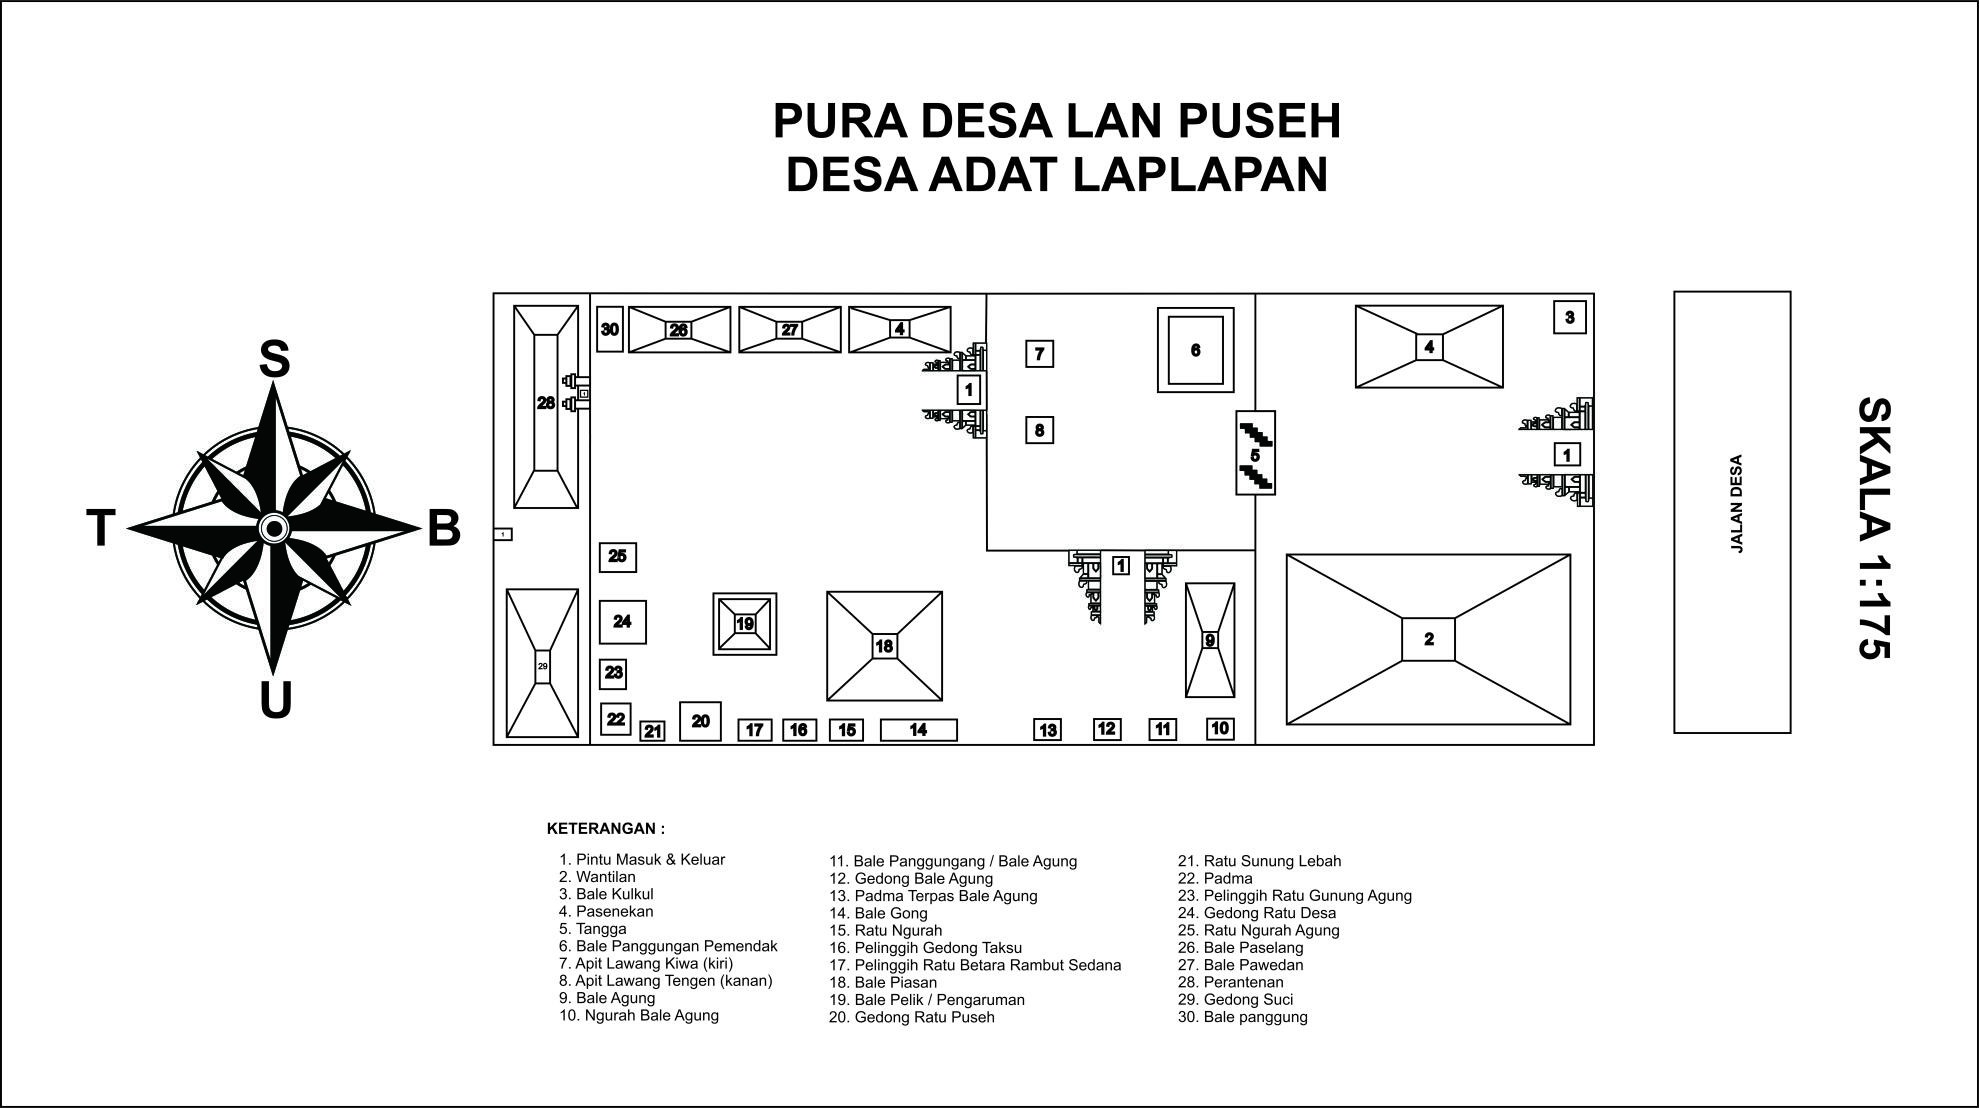 PURA DESA LAN PUSEH
DESA ADAT LAPLAPAN
S
T
B
U
30
26
27
4
28
1
1
7
8
6
5
4
3
1
1
25
24
23
22
21
20
19
18
17
16
15
14
13
12
11
10
9
1
2
29
JALAN DESA
SKALA 1:175
KETERANGAN :
1. Pintu Masuk & Keluar
2. Wantilan
3. Bale Kulkul
4. Pasenekan
5. Tangga
6. Bale Panggungan Pemendak
7. Apit Lawang Kiwa (kiri)
8. Apit Lawang Tengen (kanan)
9. Bale Agung
10. Ngurah Bale Agung
11. Bale Panggungang / Bale Agung
12. Gedong Bale Agung
13. Padma Terpas Bale Agung
14. Bale Gong
15. Ratu Ngurah
16. Pelinggih Gedong Taksu
17. Pelinggih Ratu Betara Rambut Sedana
18. Bale Piasan
19. Bale Pelik / Pengaruman
20. Gedong Ratu Puseh
21. Ratu Sunung Lebah
22. Padma
23. Pelinggih Ratu Gunung Agung
24. Gedong Ratu Desa
25. Ratu Ngurah Agung
26. Bale Paselang
27. Bale Pawedan
28. Perantenan
29. Gedong Suci
30. Bale panggung